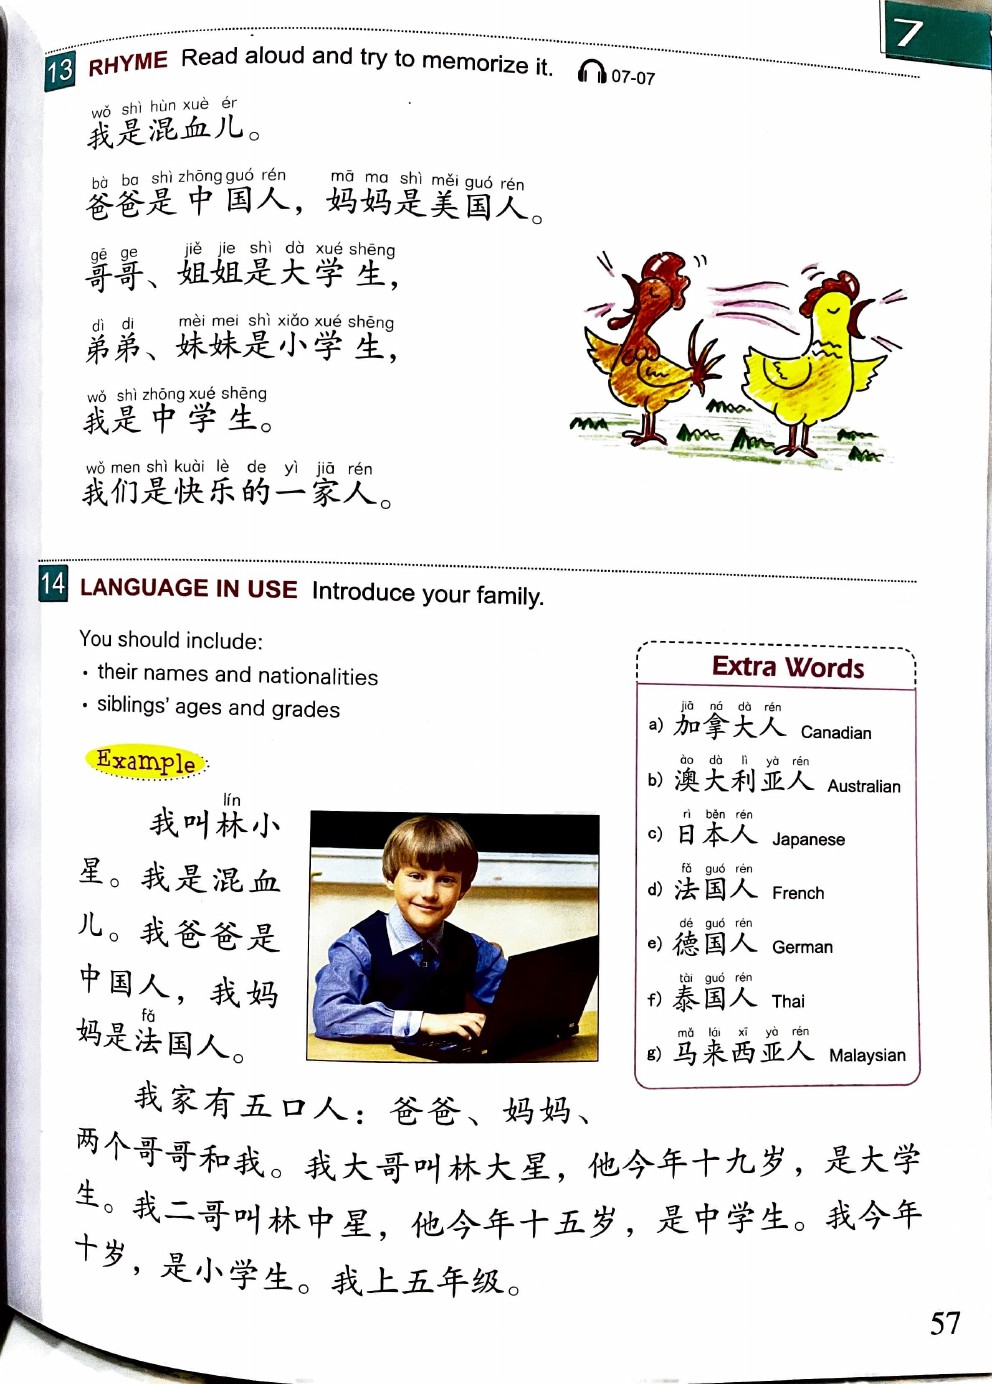 7
13 RHYME Read aloud and try to memorize it. 07-07
wǒ shì hùn xuè ér
我是混血儿。
bà ba shì zhōng guó rén mā ma shì měi guó rén
爸爸是中国人，妈妈是美国人。
gē ge jiě jie shì dà xué shēng
哥哥、姐姐是大学生，
dì di mèi mei shì xiǎo xué shēng
弟弟、妹妹是小学生，
wǒ shì zhōng xué shēng
我是中学生。
wǒ men shì kuài lè de yì jiā rén
我们是快乐的一家人。
14 LANGUAGE IN USE Introduce your family.
You should include:
· their names and nationalities
· siblings' ages and grades
Example
lín
我叫林小
星。我是混血
儿。我爸爸是
中国人，我妈
fǎ
妈是法国人。
Extra Words
jiā ná dà rén
a) 加拿大人 Canadian
ào dà lì yà rén
b) 澳大利亚人 Australian
rì běn rén
c) 日本人 Japanese
fǎ guó rén
d) 法国人 French
dé guó rén
e) 德国人 German
tài guó rén
f) 泰国人 Thai
mǎ lái xī yà rén
g) 马来西亚人 Malaysian
我家有五口人：爸爸、妈妈、
两个哥哥和我。我大哥叫林大星，他今年十九岁，是大学
生。我二哥叫林中星，他今年十五岁，是中学生。我今年
十岁，是小学生。我上五年级。
57